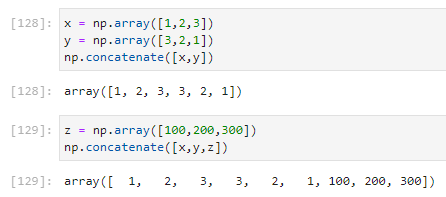 [128]: x = np.array([1,2,3])
y = np.array([3,2,1])
np.concatenate([x,y])
[128]: array([1, 2, 3, 3, 2, 1])
[129]: z = np.array([100,200,300])
np.concatenate([x,y,z])
[129]: array([  1,   2,   3,   3,   2,   1, 100, 200, 300])